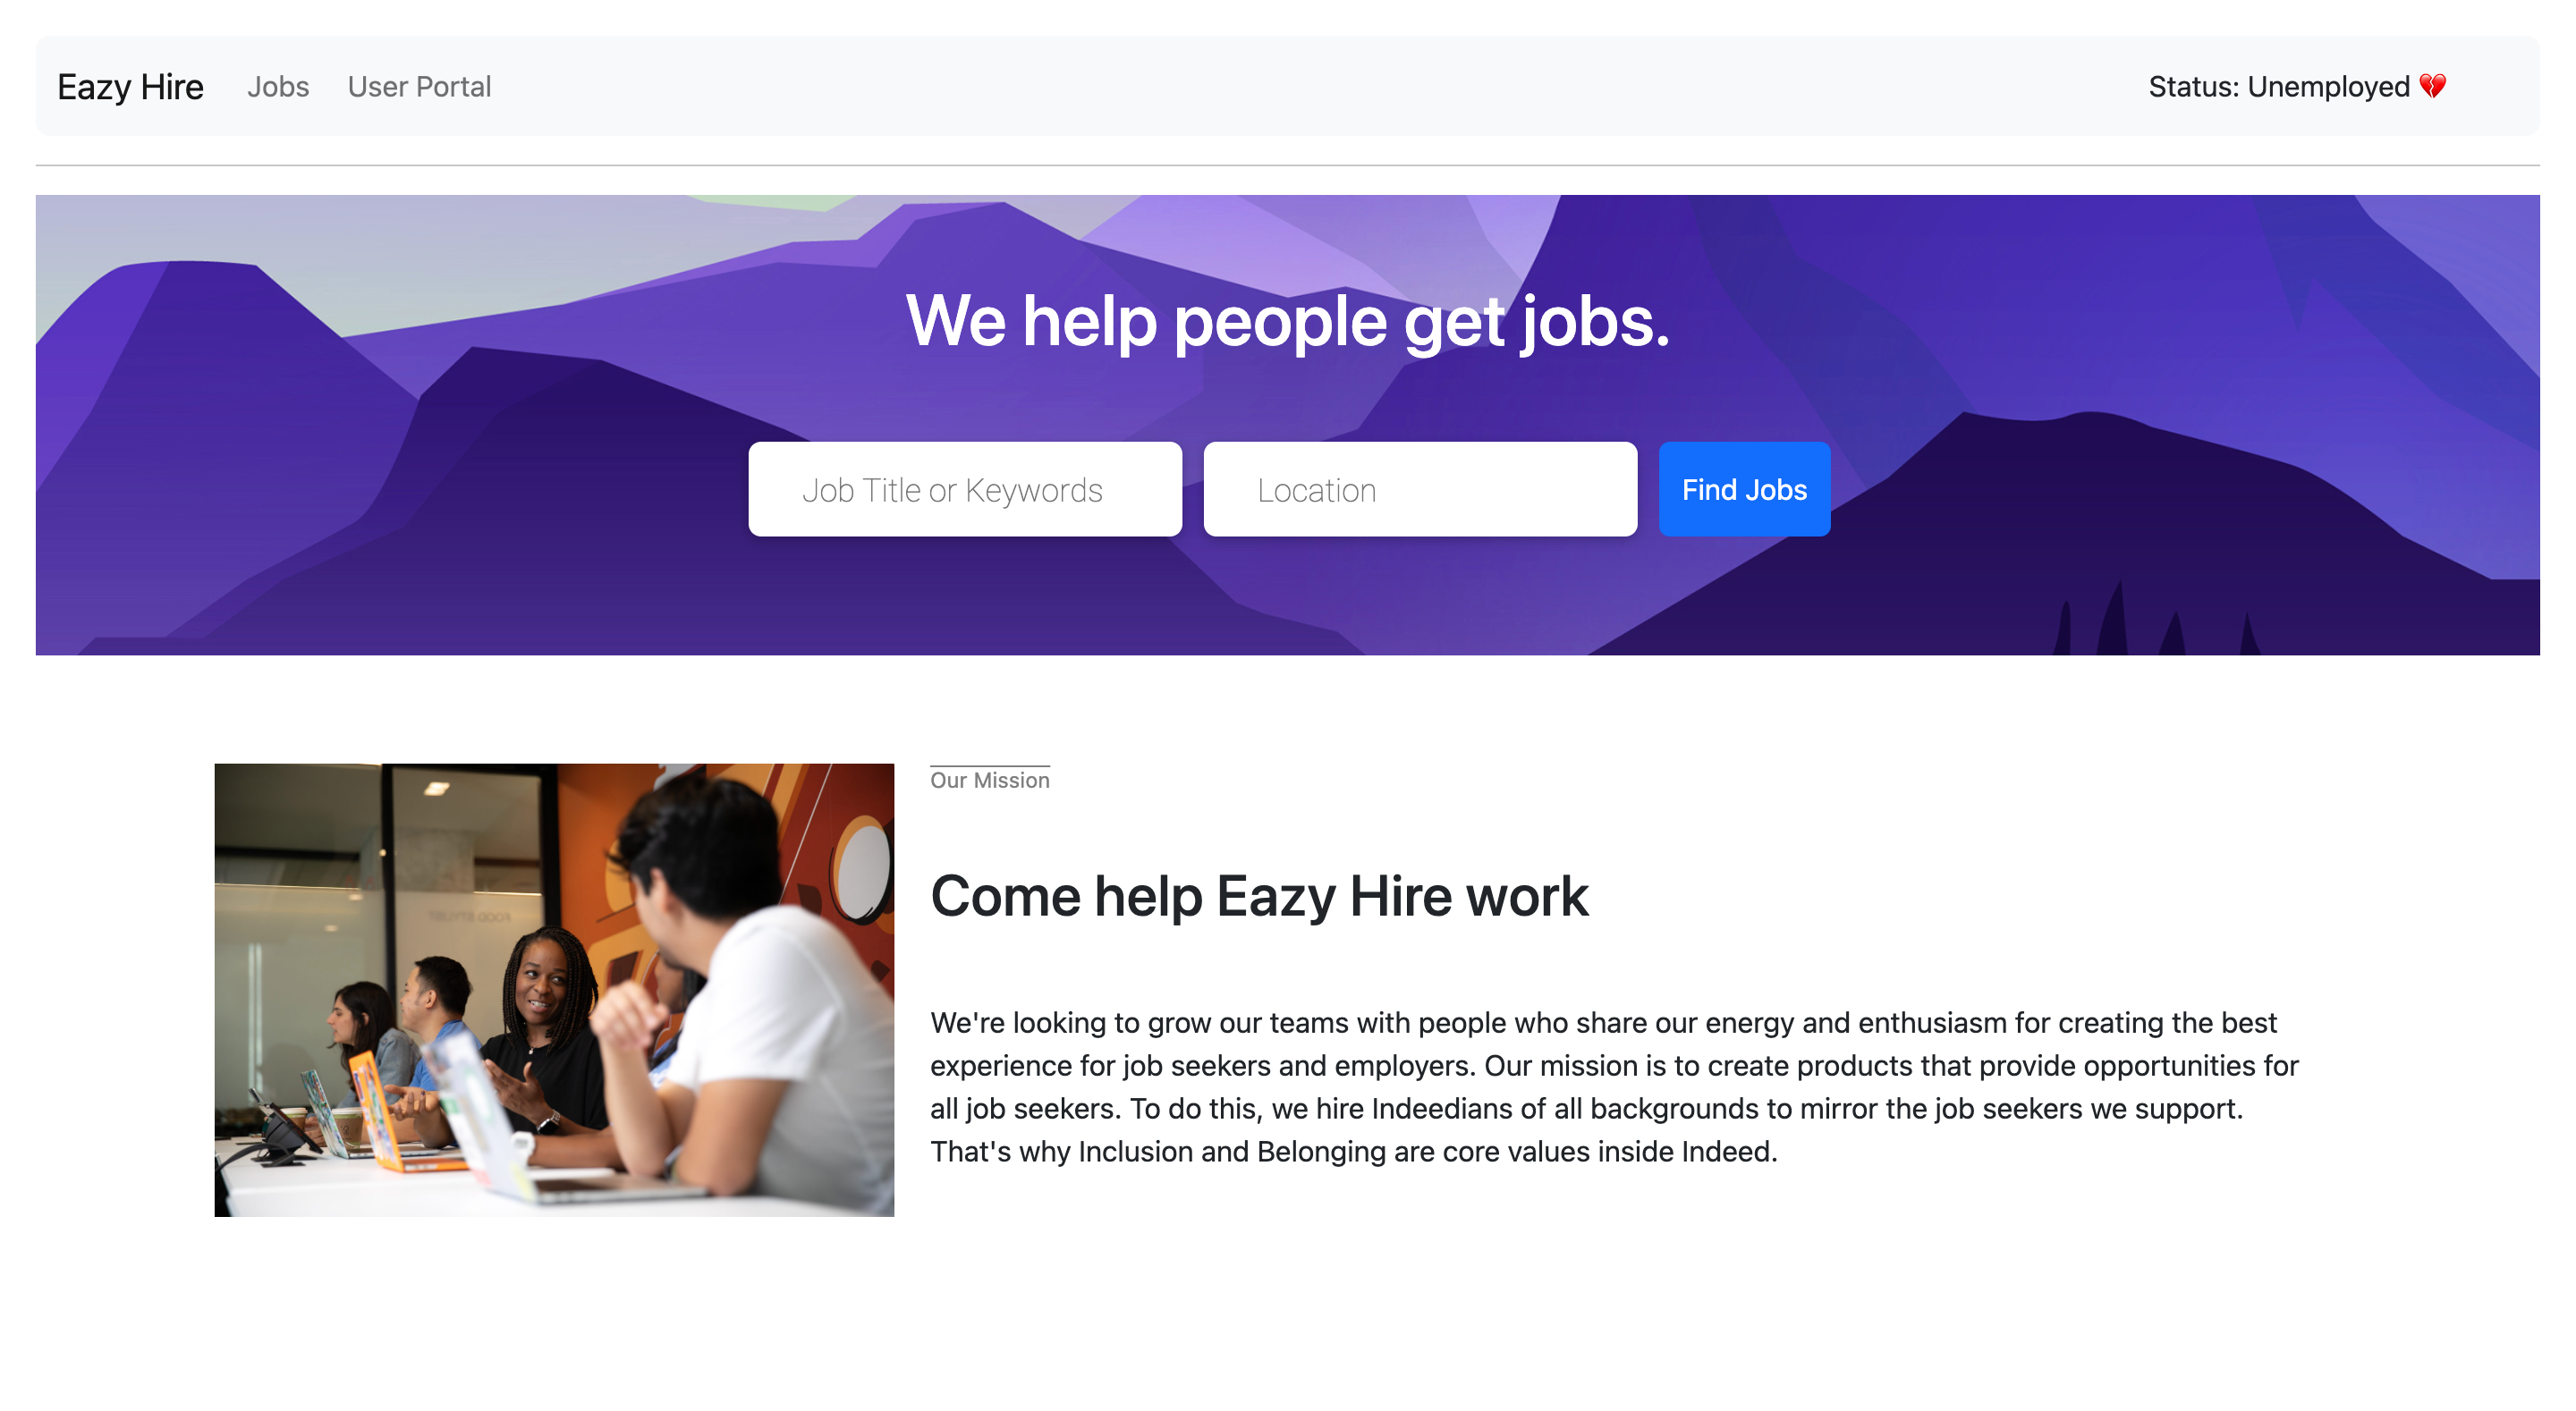 Eazy Hire Jobs User Portal Status: Unemployed 💔
We help people get jobs.
Job Title or Keywords Location Find Jobs
Our Mission
Come help Eazy Hire work
We're looking to grow our teams with people who share our energy and enthusiasm for creating the best
experience for job seekers and employers. Our mission is to create products that provide opportunities for
all job seekers. To do this, we hire Indeedians of all backgrounds to mirror the job seekers we support.
That's why Inclusion and Belonging are core values inside Indeed.